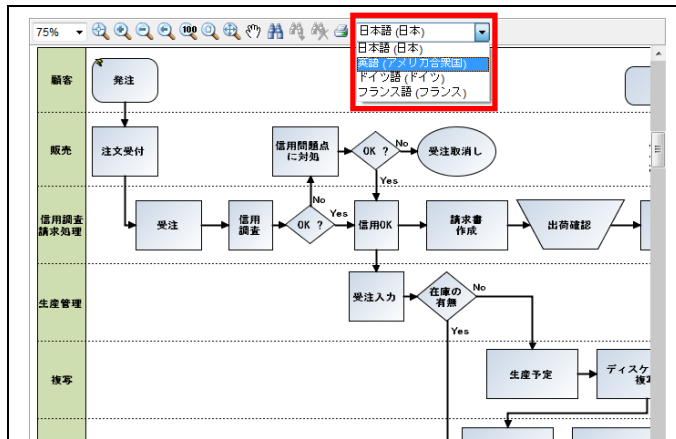 75%
100
日本語 (日本)
日本語 (日本)
英語 (アメリカ合衆国)
ドイツ語 (ドイツ)
フランス語 (フランス)
顧客
発注
販売
注文受付
信用問題点
に対処
OK ?
No
受注取消し
Yes
信用調査
請求処理
受注
信用
調査
OK ?
No
Yes
信用OK
請求書
作成
出荷確認
生産管理
受注入力
在庫の
有無
No
Yes
複写
生産予定
ディスケ
複